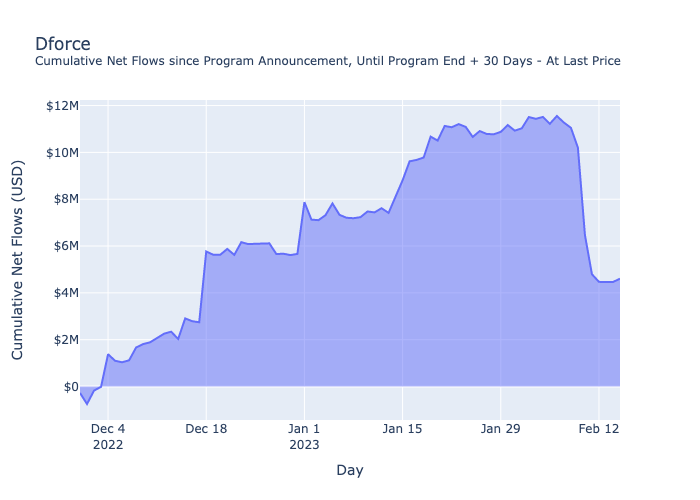 Dforce
Cumulative Net Flows since Program Announcement, Until Program End + 30 Days - At Last Price
$12M
$10M
$8M
$6M
$4M
$2M
$0
Cumulative Net Flows (USD)
Dec 4
2022
Dec 18
Jan 1
2023
Jan 15
Jan 29
Feb 12
Day